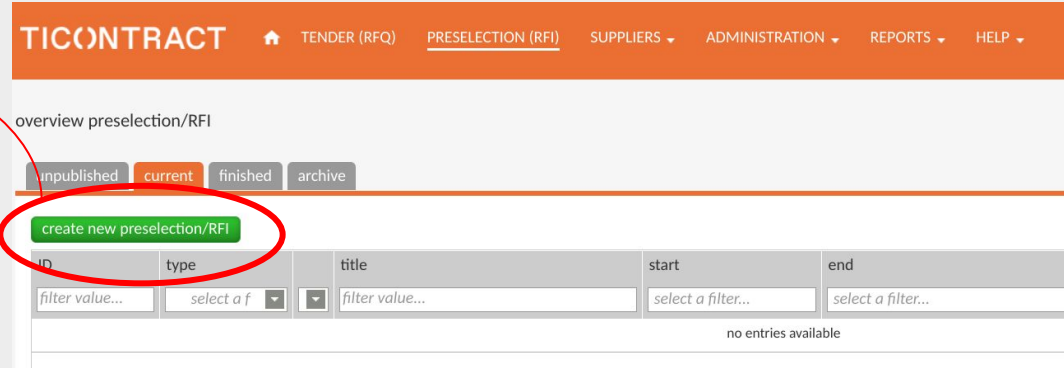 TICONTRACT TENDER (RFQ) PRESELECTION (RFI) SUPPLIERS ADMINISTRATION REPORTS HELP
overview preselection/RFI
unpublished current finished archive
create new preselection/RFI
ID type title start end
filter value... select a f filter value... select a filter... select a filter...
no entries available